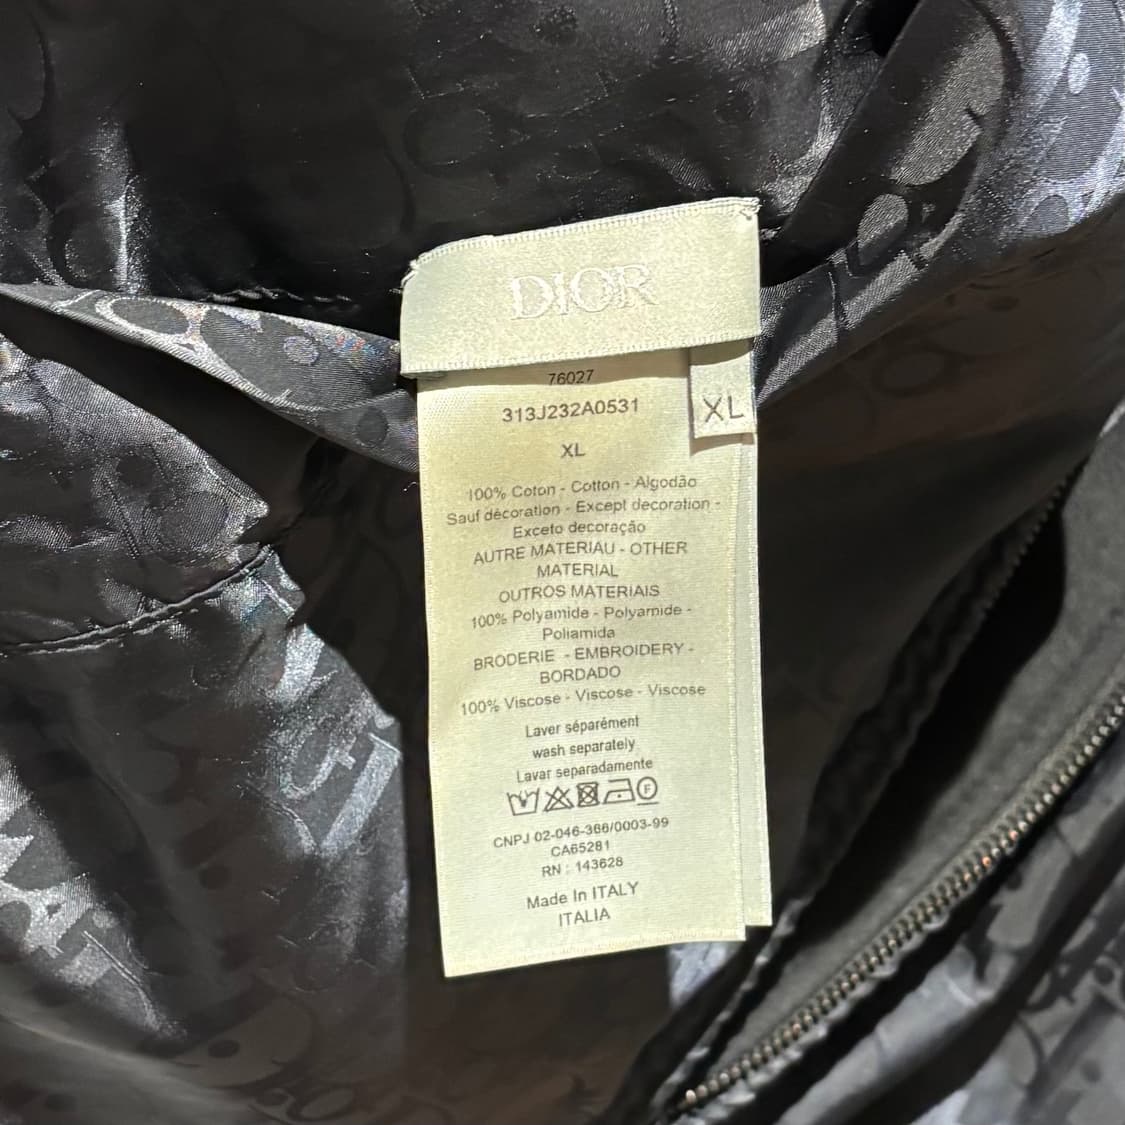 DIOR
76027
313J232A0531
XL
XL
100% Coton - Cotton - Algodão
Sauf décoration - Except decoration -
Exceto decoração
AUTRE MATERIAU - OTHER
MATERIAL
OUTROS MATERIAIS
100% Polyamide - Polyamide -
Poliamida
BRODERIE - EMBROIDERY -
BORDADO
100% Viscose - Viscose - Viscose
Laver séparément
wash separately
Lavar separadamente
F
CNPJ 02-046-366/0003-99
CA65281
RN : 143628
Made In ITALY
ITALIA